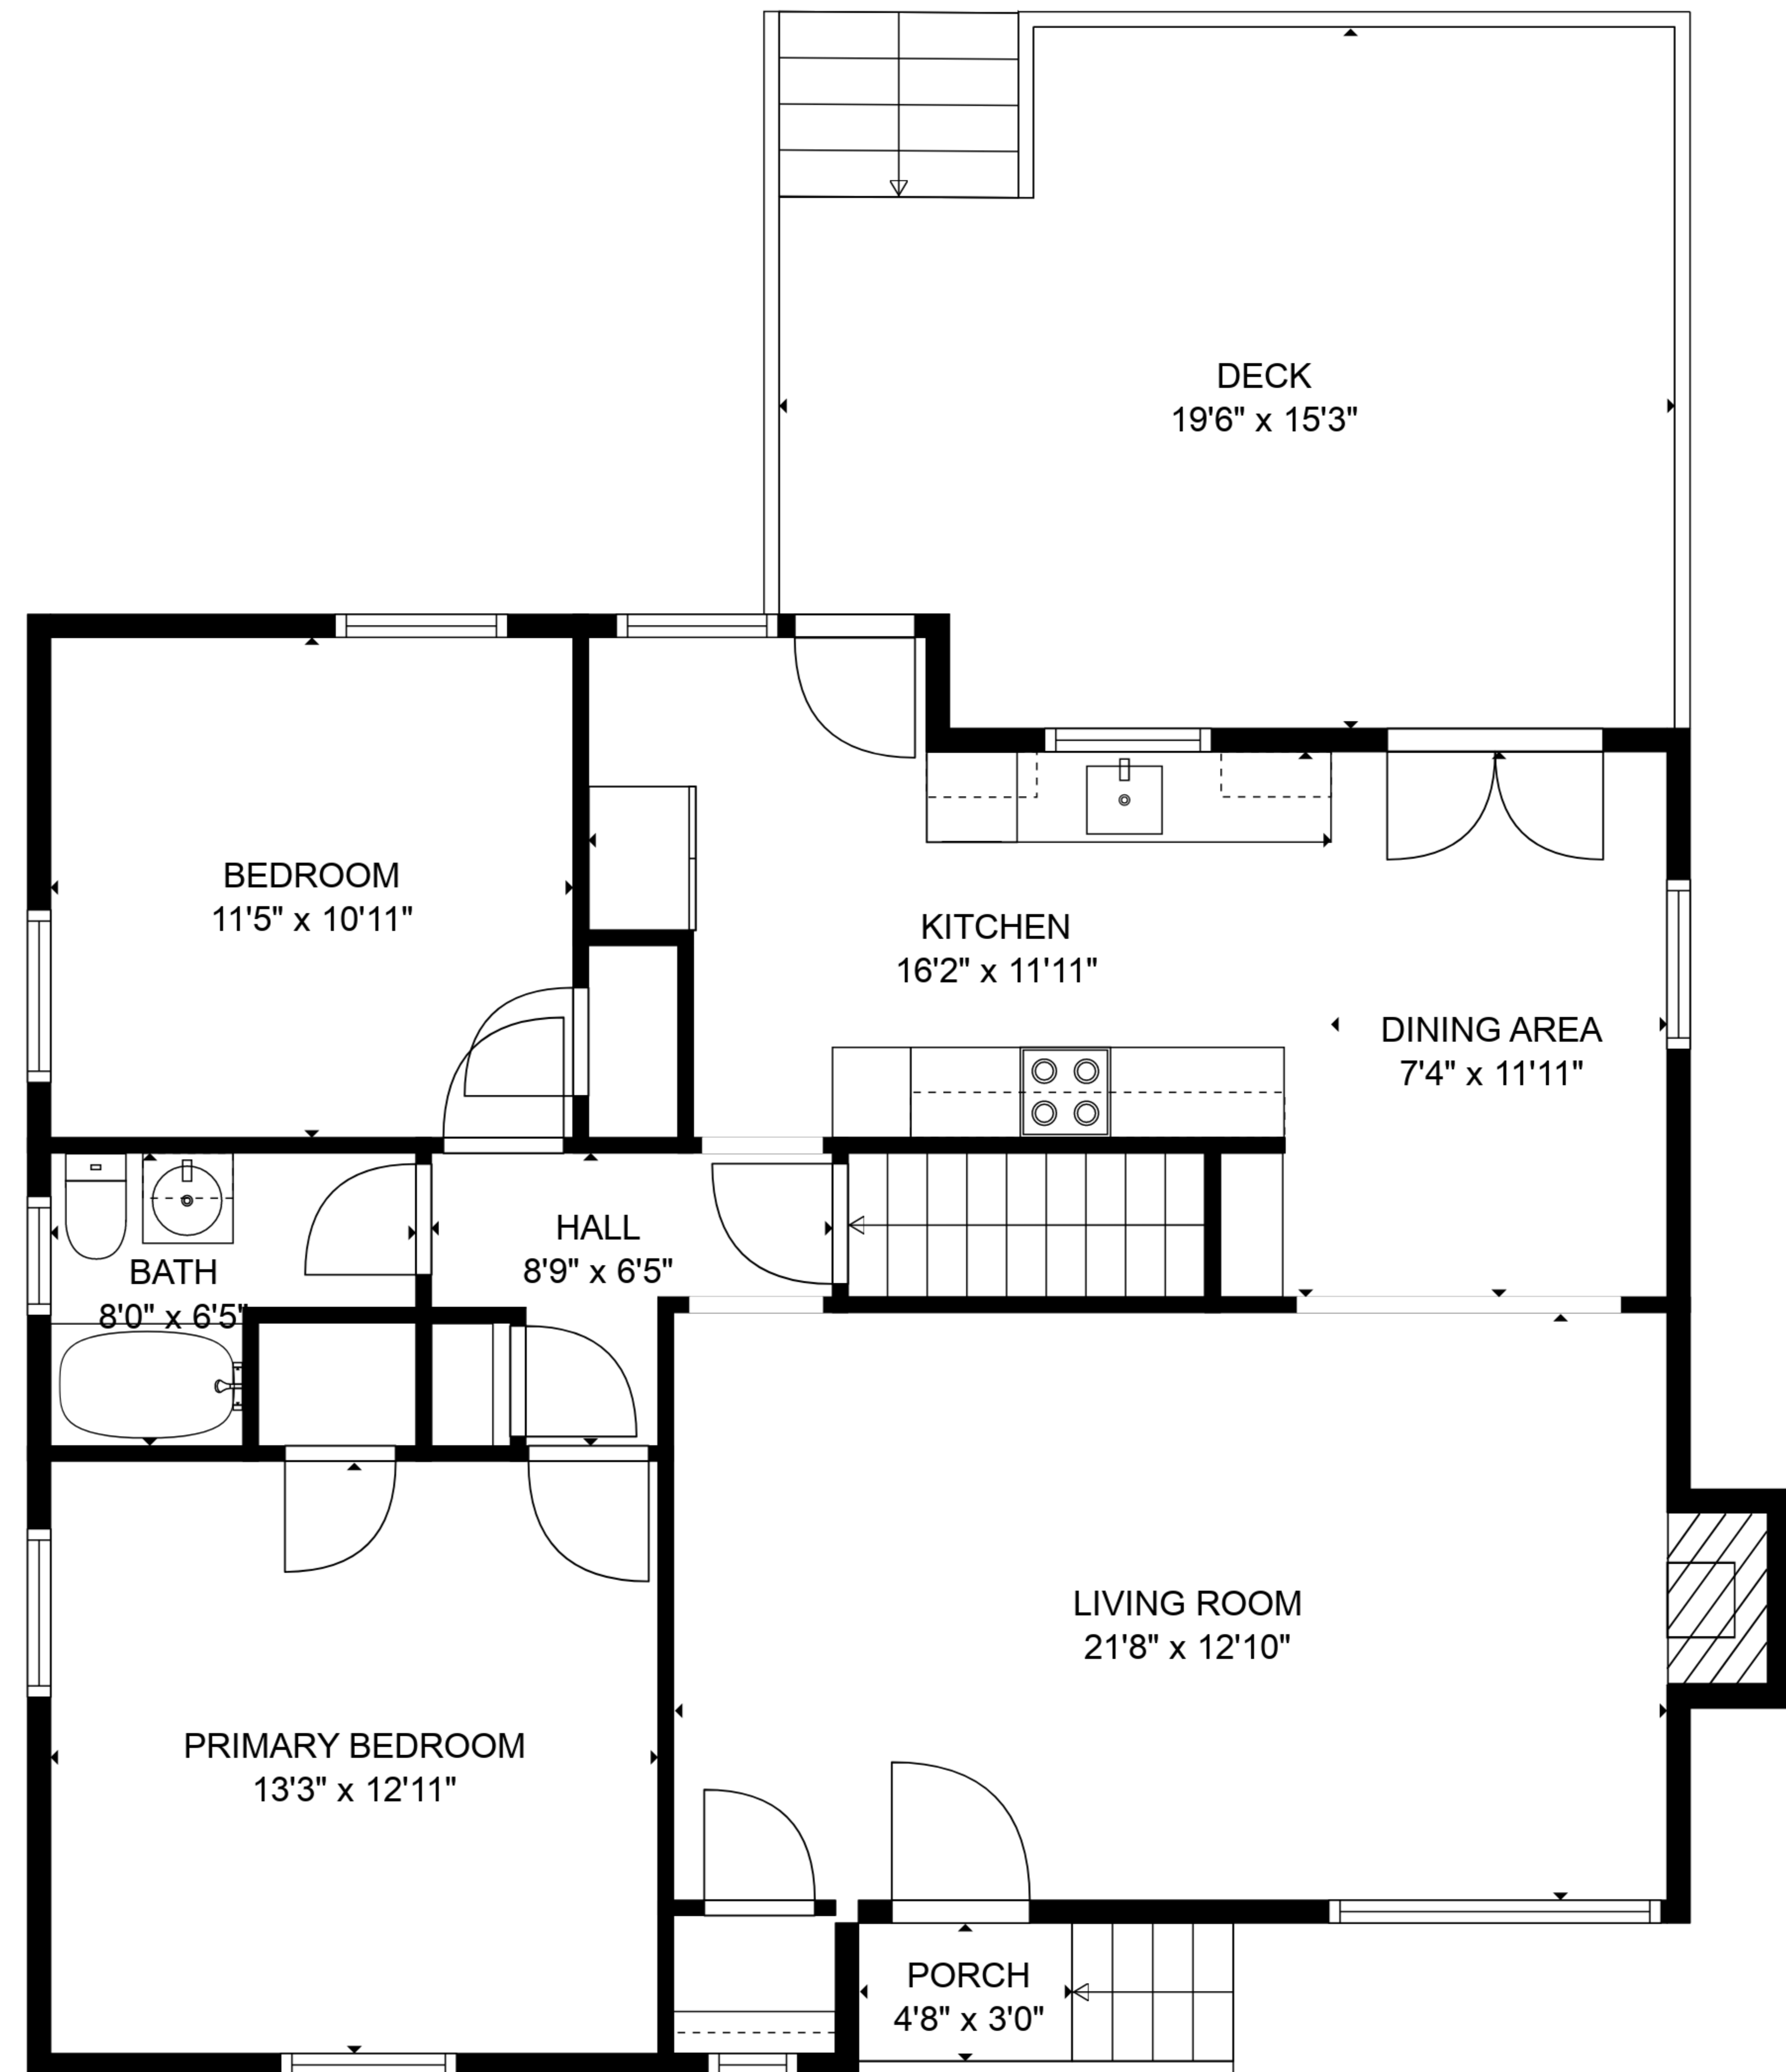 DECK
19'6" x 15'3"
BEDROOM
11'5" x 10'11"
KITCHEN
16'2" x 11'11"
DINING AREA
7'4" x 11'11"
HALL
8'9" x 6'5"
BATH
8'0" x 6'5"
LIVING ROOM
21'8" x 12'10"
PRIMARY BEDROOM
13'3" x 12'11"
PORCH
4'8" x 3'0"